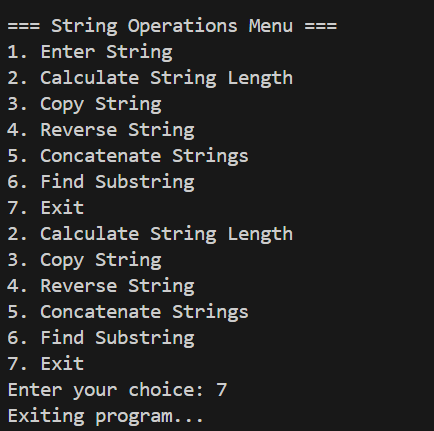 === String Operations Menu ===
1. Enter String
2. Calculate String Length
3. Copy String
4. Reverse String
5. Concatenate Strings
6. Find Substring
7. Exit
2. Calculate String Length
3. Copy String
4. Reverse String
5. Concatenate Strings
6. Find Substring
7. Exit
Enter your choice: 7
Exiting program...